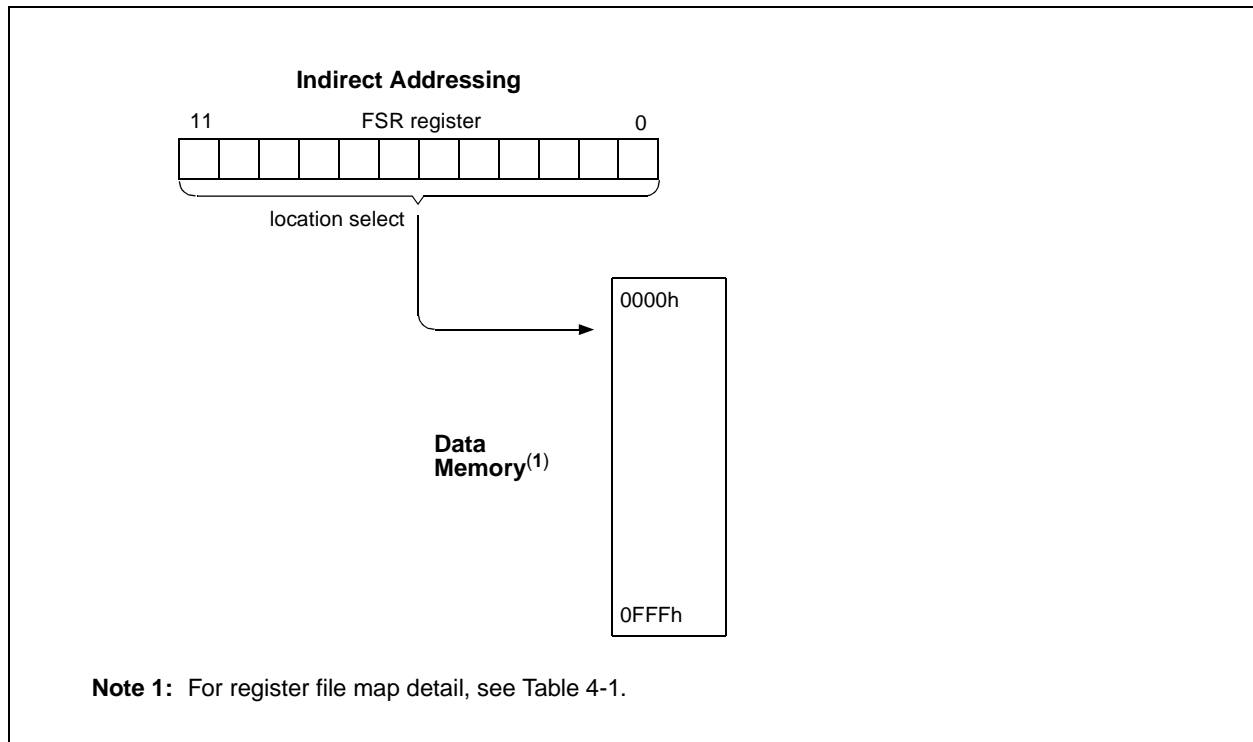 Indirect Addressing
11 FSR register 0
location select
0000h
Data
Memory(1)
0FFFh
Note 1: For register file map detail, see Table 4-1.